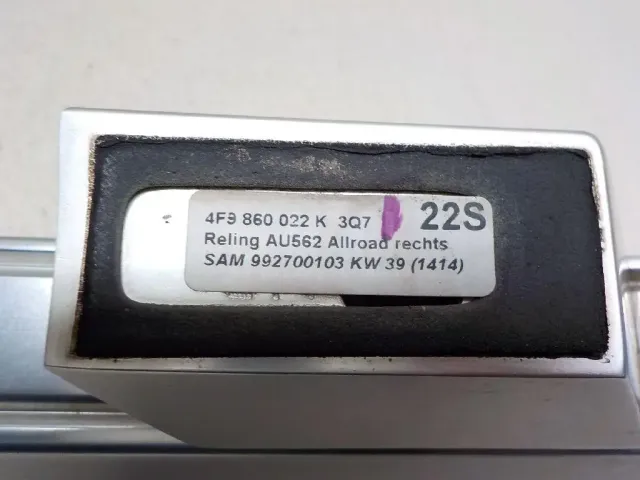 4F9 860 022 K 3Q7 22S
Reling AU562 Allroad rechts
SAM 992700103 KW 39 (1414)